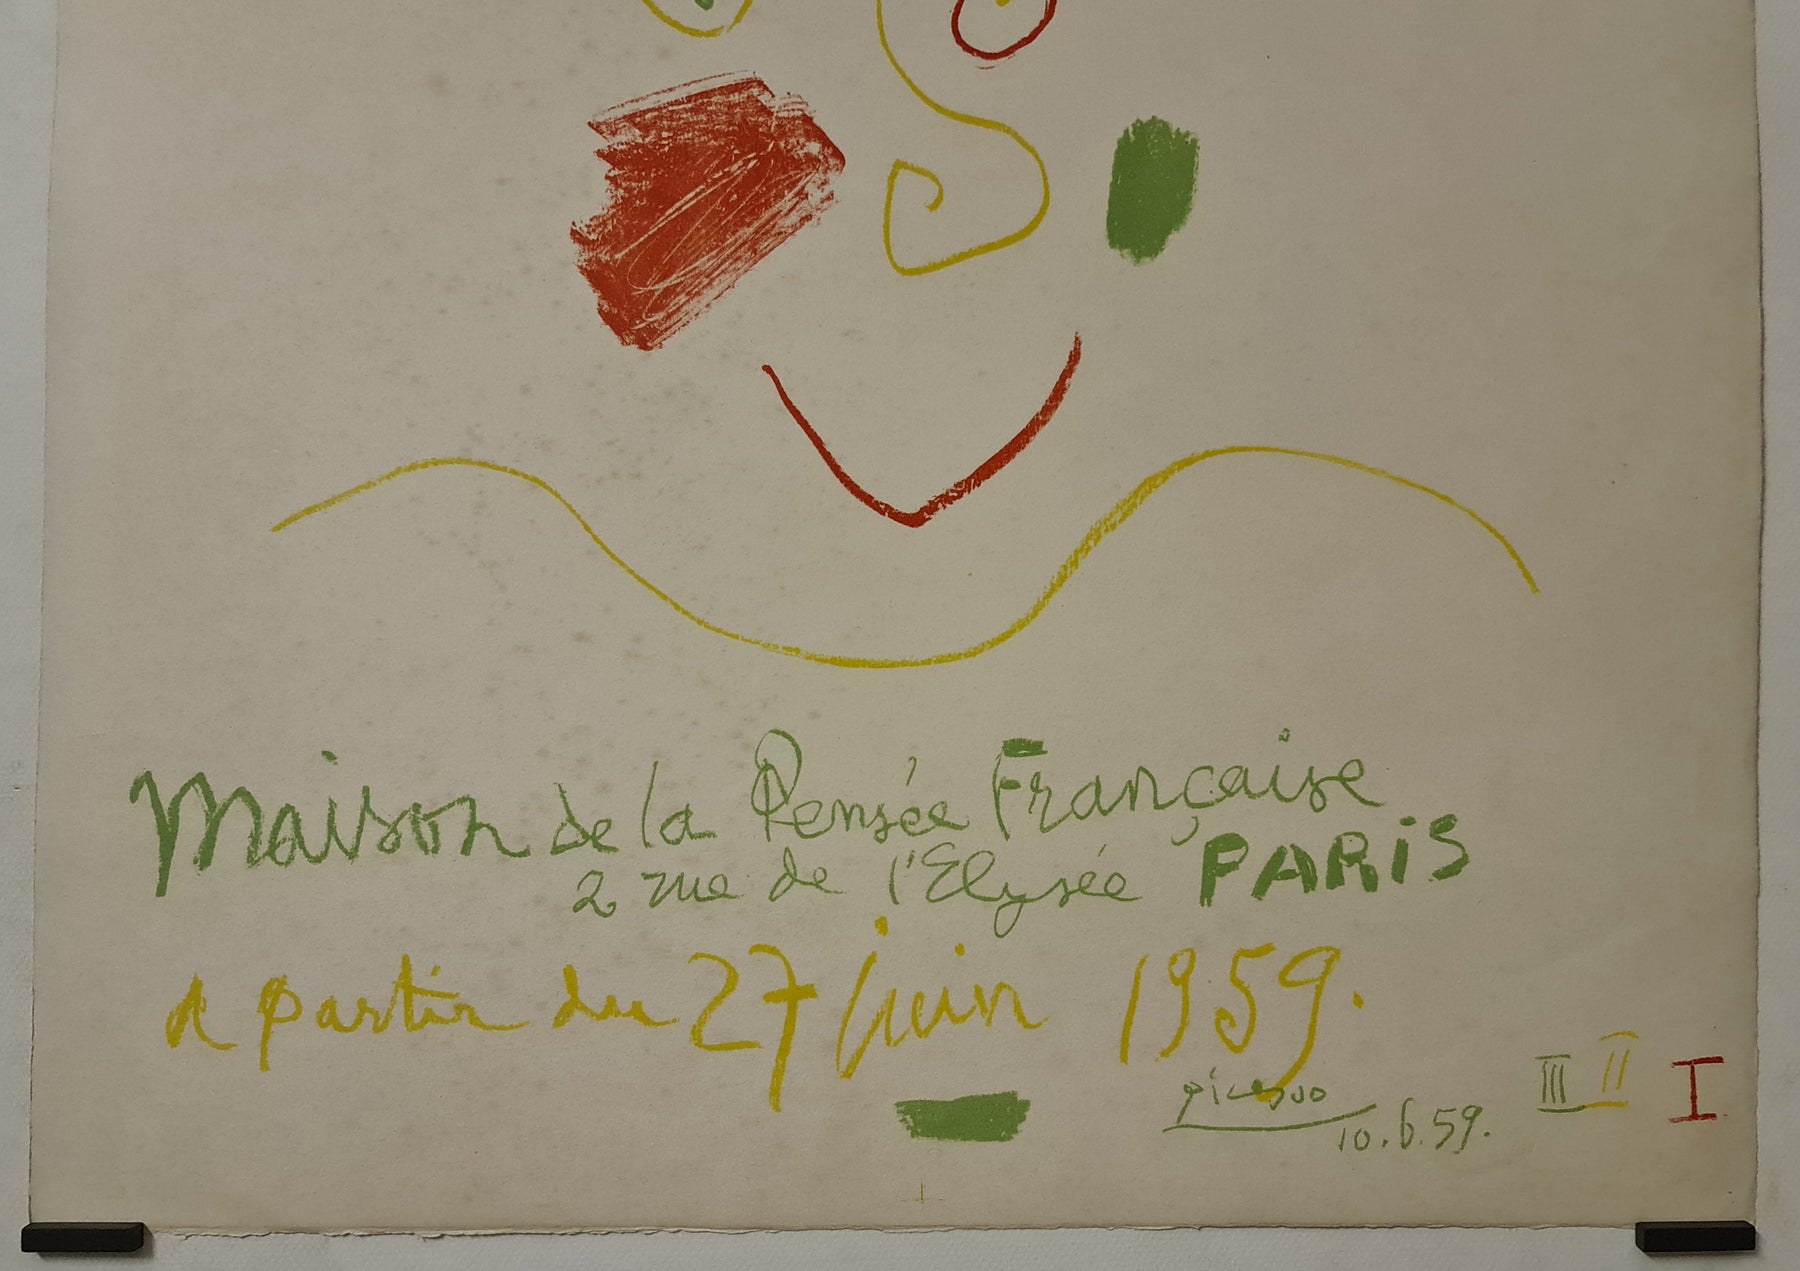 Maison de la Pensée Française
2 rue de l'Elysée PARiS
a partir du 27 juin 1959.
picasso
10.6.59.
III II I